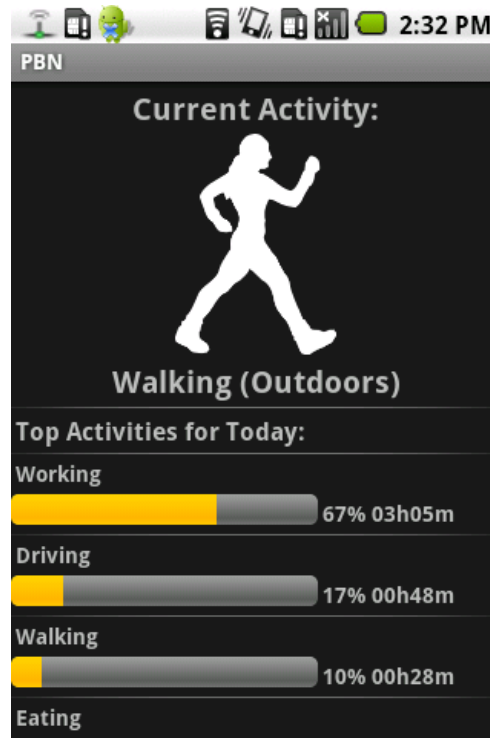 2:32 PM
PBN
Current Activity:
Walking (Outdoors)
Top Activities for Today:
Working
67% 03h05m
Driving
17% 00h48m
Walking
10% 00h28m
Eating